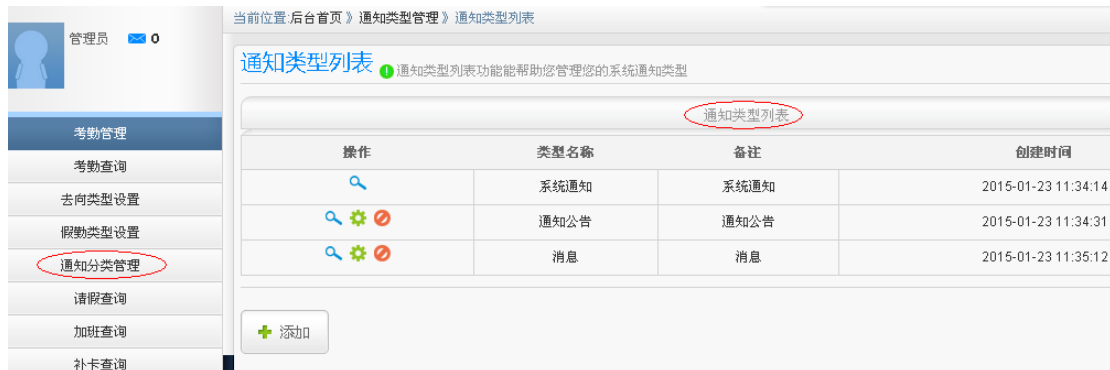 管理员 0
当前位置:后台首页 》 通知类型管理 》 通知类型列表
通知类型列表 通知类型列表功能能帮助您管理您的系统通知类型
考勤管理
考勤查询
去向类型设置
假勤类型设置
通知分类管理
请假查询
加班查询
补卡查询
通知类型列表
操作 类型名称 备注 创建时间
系统通知 系统通知 2015-01-23 11:34:14
通知公告 通知公告 2015-01-23 11:34:31
消息 消息 2015-01-23 11:35:12
添加